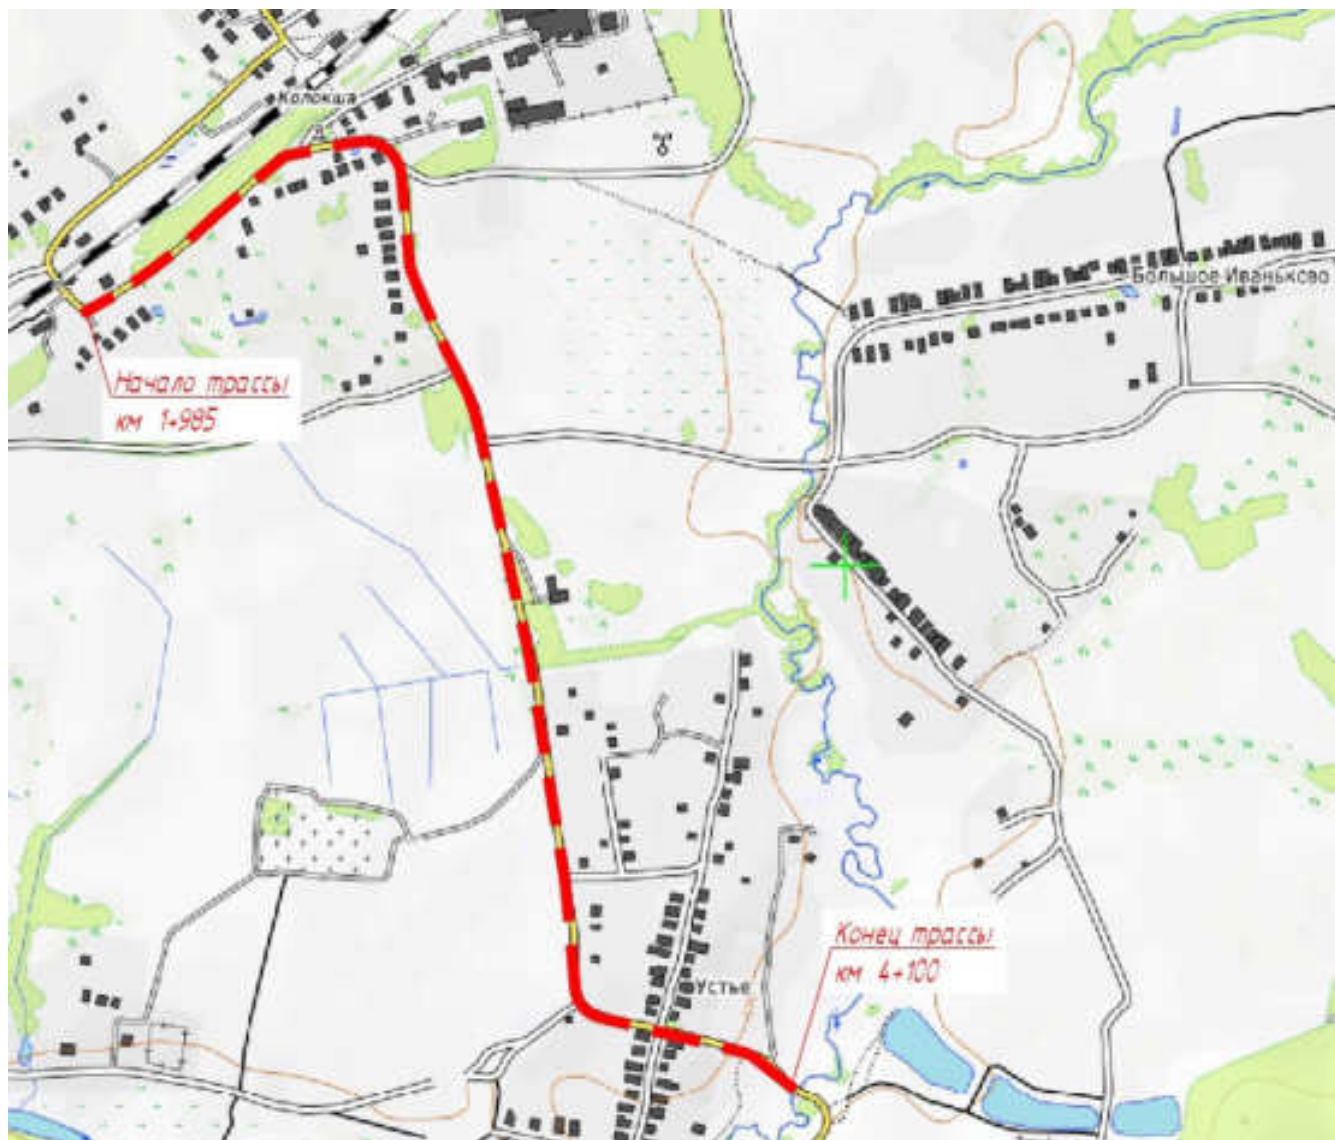 Колокша
Большое Иваньково
Начало трассы
км 1+985
Конец трассы
км 4+100
Устье